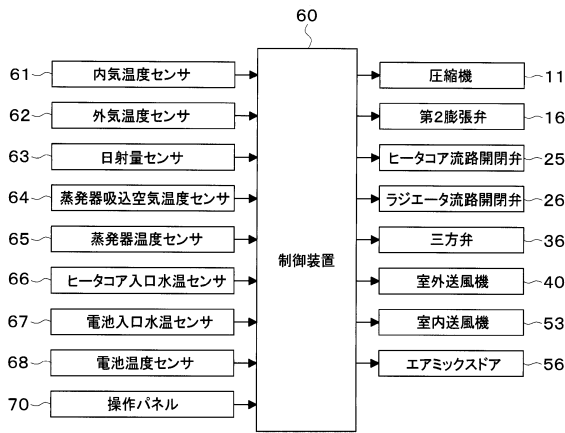 60
61 内気温度センサ
62 外気温度センサ
63 日射量センサ
64 蒸発器吸込空気温度センサ
65 蒸発器温度センサ
66 ヒータコア入口水温センサ
67 電池入口水温センサ
68 電池温度センサ
70 操作パネル
制御装置
圧縮機 11
第2膨張弁 16
ヒータコア流路開閉弁 25
ラジエータ流路開閉弁 26
三方弁 36
室外送風機 40
室内送風機 53
エアミックスドア 56